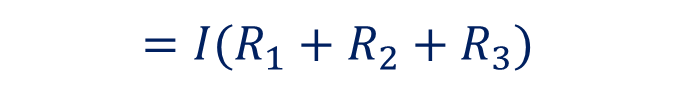 = I(R₁ + R₂ + R₃)